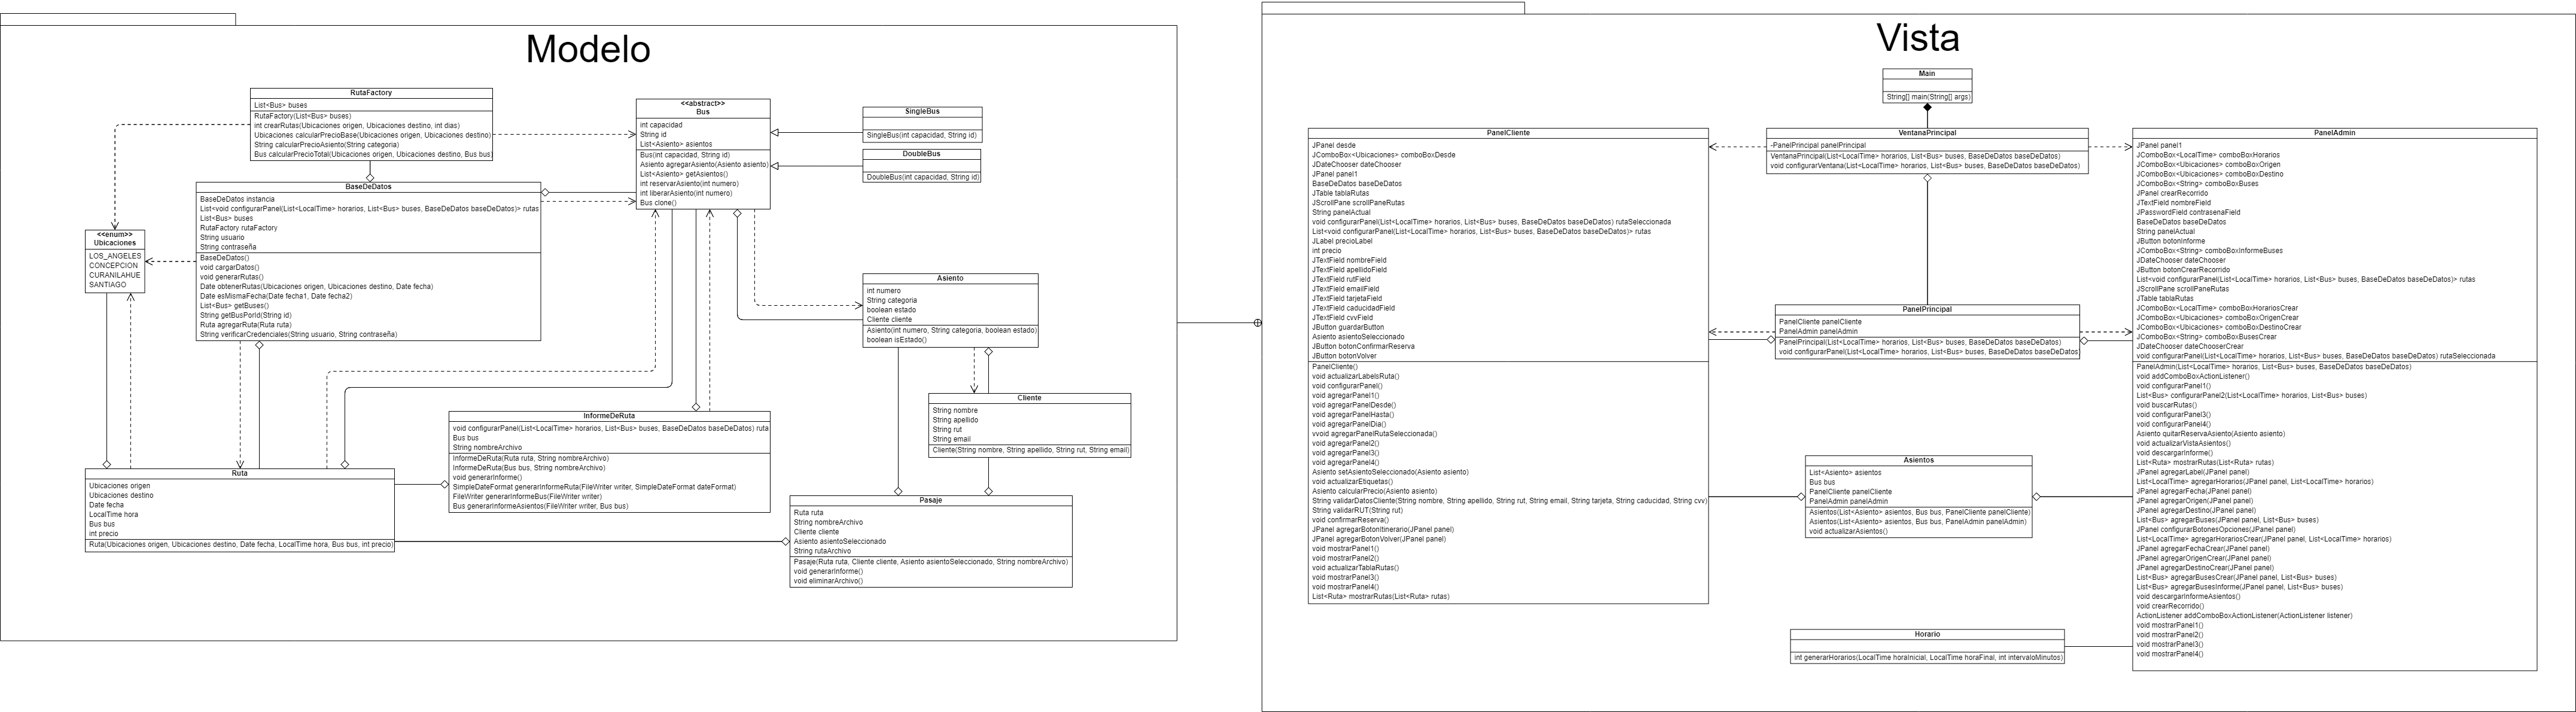 Modelo
RutaFactory
List<Bus> buses
RutaFactory(List<Bus> buses)
int crearRutas(Ubicaciones origen, Ubicaciones destino, int dias)
Ubicaciones calcularPrecioBase(Ubicaciones origen, Ubicaciones destino)
String calcularPrecioAsiento(String categoria)
Bus calcularPrecioTotal(Ubicaciones origen, Ubicaciones destino, Bus bus)
<<abstract>>
Bus
int capacidad
String id
List<Asiento> asientos
Bus(int capacidad, String id)
Asiento agregarAsiento(Asiento asiento)
List<Asiento> getAsientos()
int reservarAsiento(int numero)
int liberarAsiento(int numero)
Bus clone()
SingleBus
SingleBus(int capacidad, String id)
DoubleBus
DoubleBus(int capacidad, String id)
BaseDeDatos
BaseDeDatos instancia
List<void configurarPanel(List<LocalTime> horarios, List<Bus> buses, BaseDeDatos baseDeDatos)> rutas
List<Bus> buses
RutaFactory rutaFactory
String usuario
String contraseña
BaseDeDatos()
void cargarDatos()
void generarRutas()
Date obtenerRutas(Ubicaciones origen, Ubicaciones destino, Date fecha)
Date esMismaFecha(Date fecha1, Date fecha2)
List<Bus> getBuses()
String getBusPorId(String id)
Ruta agregarRuta(Ruta ruta)
String verificarCredenciales(String usuario, String contraseña)
<<enum>>
Ubicaciones
LOS_ANGELES
CONCEPCION
CURANILAHUE
SANTIAGO
Asiento
int numero
String categoria
boolean estado
Cliente cliente
Asiento(int numero, String categoria, boolean estado)
boolean isEstado()
Cliente
String nombre
String apellido
String rut
String email
Cliente(String nombre, String apellido, String rut, String email)
InformeDeRuta
void configurarPanel(List<LocalTime> horarios, List<Bus> buses, BaseDeDatos baseDeDatos) ruta
Bus bus
String nombreArchivo
InformeDeRuta(Ruta ruta, String nombreArchivo)
InformeDeRuta(Bus bus, String nombreArchivo)
void generarInforme()
SimpleDateFormat generarInformeRuta(FileWriter writer, SimpleDateFormat dateFormat)
FileWriter generarInformeBus(FileWriter writer)
Bus generarInformeAsientos(FileWriter writer, Bus bus)
Ruta
Ubicaciones origen
Ubicaciones destino
Date fecha
LocalTime hora
Bus bus
int precio
Ruta(Ubicaciones origen, Ubicaciones destino, Date fecha, LocalTime hora, Bus bus, int precio)
Pasaje
Ruta ruta
String nombreArchivo
Cliente cliente
Asiento asientoSeleccionado
String rutaArchivo
Pasaje(Ruta ruta, Cliente cliente, Asiento asientoSeleccionado, String nombreArchivo)
void generarInforme()
void eliminarArchivo()
Vista
Main
String[] main(String[] args)
PanelCliente
JPanel desde
JComboBox<Ubicaciones> comboBoxDesde
JDateChooser dateChooser
JPanel panel1
BaseDeDatos baseDeDatos
JTable tablaRutas
JScrollPane scrollPaneRutas
String panelActual
void configurarPanel(List<LocalTime> horarios, List<Bus> buses, BaseDeDatos baseDeDatos) rutaSeleccionada
List<void configurarPanel(List<LocalTime> horarios, List<Bus> buses, BaseDeDatos baseDeDatos)> rutas
JLabel precioLabel
int precio
JTextField nombreField
JTextField apellidoField
JTextField rutField
JTextField emailField
JTextField tarjetaField
JTextField caducidadField
JTextField cvvField
JButton guardarButton
Asiento asientoSeleccionado
JButton botonConfirmarReserva
JButton botonVolver
PanelCliente()
void actualizarLabelsRuta()
void configurarPanel()
void agregarPanel1()
void agregarPanelDesde()
void agregarPanelHasta()
void agregarPanelDia()
vvoid agregarPanelRutaSeleccionada()
void agregarPanel2()
void agregarPanel3()
void agregarPanel4()
Asiento setAsientoSeleccionado(Asiento asiento)
void actualizarEtiquetas()
Asiento calcularPrecio(Asiento asiento)
String validarDatosCliente(String nombre, String apellido, String rut, String email, String tarjeta, String caducidad, String cvv)
String validarRUT(String rut)
void confirmarReserva()
JPanel agregarBotonItinerario(JPanel panel)
JPanel agregarBotonVolver(JPanel panel)
void mostrarPanel1()
void mostrarPanel2()
void actualizarTablaRutas()
void mostrarPanel3()
void mostrarPanel4()
List<Ruta> mostrarRutas(List<Ruta> rutas)
VentanaPrincipal
-PanelPrincipal panelPrincipal
VentanaPrincipal(List<LocalTime> horarios, List<Bus> buses, BaseDeDatos baseDeDatos)
void configurarVentana(List<LocalTime> horarios, List<Bus> buses, BaseDeDatos baseDeDatos)
PanelPrincipal
PanelCliente panelCliente
PanelAdmin panelAdmin
PanelPrincipal(List<LocalTime> horarios, List<Bus> buses, BaseDeDatos baseDeDatos)
void configurarPanel(List<LocalTime> horarios, List<Bus> buses, BaseDeDatos baseDeDatos)
Asientos
List<Asiento> asientos
Bus bus
PanelCliente panelCliente
PanelAdmin panelAdmin
Asientos(List<Asiento> asientos, Bus bus, PanelCliente panelCliente)
Asientos(List<Asiento> asientos, Bus bus, PanelAdmin panelAdmin)
void actualizarAsientos()
Horario
int generarHorarios(LocalTime horaInicial, LocalTime horaFinal, int intervaloMinutos)
PanelAdmin
JPanel panel1
JComboBox<LocalTime> comboBoxHorarios
JComboBox<Ubicaciones> comboBoxOrigen
JComboBox<Ubicaciones> comboBoxDestino
JComboBox<String> comboBoxBuses
JPanel crearRecorrido
JTextField nombreField
JPasswordField contrasenaField
BaseDeDatos baseDeDatos
String panelActual
JButton botonInforme
JComboBox<String> comboBoxInformeBuses
JDateChooser dateChooser
JButton botonCrearRecorrido
List<void configurarPanel(List<LocalTime> horarios, List<Bus> buses, BaseDeDatos baseDeDatos)> rutas
JScrollPane scrollPaneRutas
JTable tablaRutas
JComboBox<LocalTime> comboBoxHorariosCrear
JComboBox<Ubicaciones> comboBoxOrigenCrear
JComboBox<Ubicaciones> comboBoxDestinoCrear
JComboBox<String> comboBoxBusesCrear
JDateChooser dateChooserCrear
void configurarPanel(List<LocalTime> horarios, List<Bus> buses, BaseDeDatos baseDeDatos) rutaSeleccionada
PanelAdmin(List<LocalTime> horarios, List<Bus> buses, BaseDeDatos baseDeDatos)
void addComboBoxActionListener()
void configurarPanel1()
List<Bus> configurarPanel2(List<LocalTime> horarios, List<Bus> buses)
void buscarRutas()
void configurarPanel3()
void configurarPanel4()
Asiento quitarReservaAsiento(Asiento asiento)
void actualizarVistaAsientos()
void descargarInforme()
List<Ruta> mostrarRutas(List<Ruta> rutas)
JPanel agregarLabel(JPanel panel)
List<LocalTime> agregarHorarios(JPanel panel, List<LocalTime> horarios)
JPanel agregarFecha(JPanel panel)
JPanel agregarOrigen(JPanel panel)
JPanel agregarDestino(JPanel panel)
List<Bus> agregarBuses(JPanel panel, List<Bus> buses)
JPanel configurarBotonesOpciones(JPanel panel)
List<LocalTime> agregarHorariosCrear(JPanel panel, List<LocalTime> horarios)
JPanel agregarFechaCrear(JPanel panel)
JPanel agregarOrigenCrear(JPanel panel)
JPanel agregarDestinoCrear(JPanel panel)
List<Bus> agregarBusesCrear(JPanel panel, List<Bus> buses)
List<Bus> agregarBusesInforme(JPanel panel, List<Bus> buses)
void descargarInformeAsientos()
void crearRecorrido()
ActionListener addComboBoxActionListener(ActionListener listener)
void mostrarPanel1()
void mostrarPanel2()
void mostrarPanel3()
void mostrarPanel4()